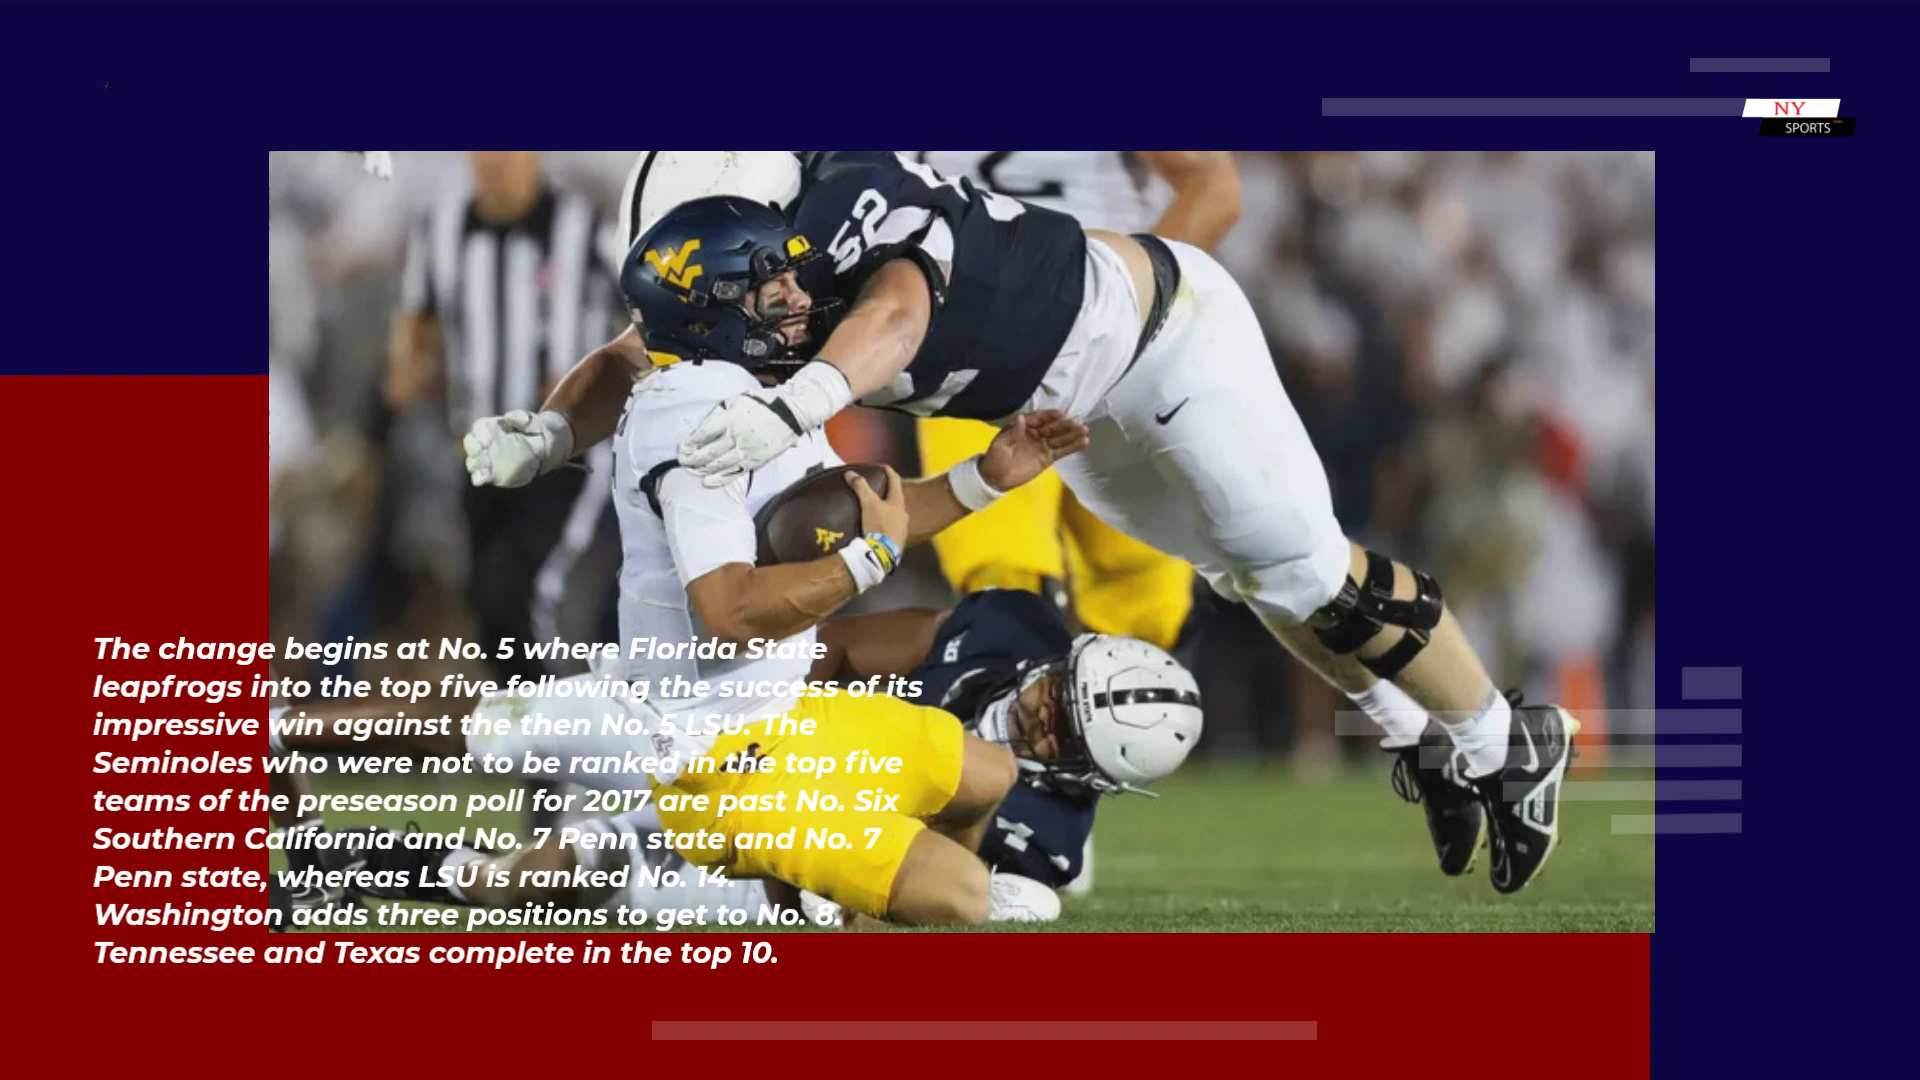 NY
SPORTS
52
The change begins at No. 5 where Florida State
leapfrogs into the top five following the success of its
impressive win against the then No. 5 LSU. The
Seminoles who were not to be ranked in the top five
teams of the preseason poll for 2017 are past No. Six
Southern California and No. 7 Penn state and No. 7
Penn state, whereas LSU is ranked No. 14.
Washington adds three positions to get to No. 8.
Tennessee and Texas complete in the top 10.